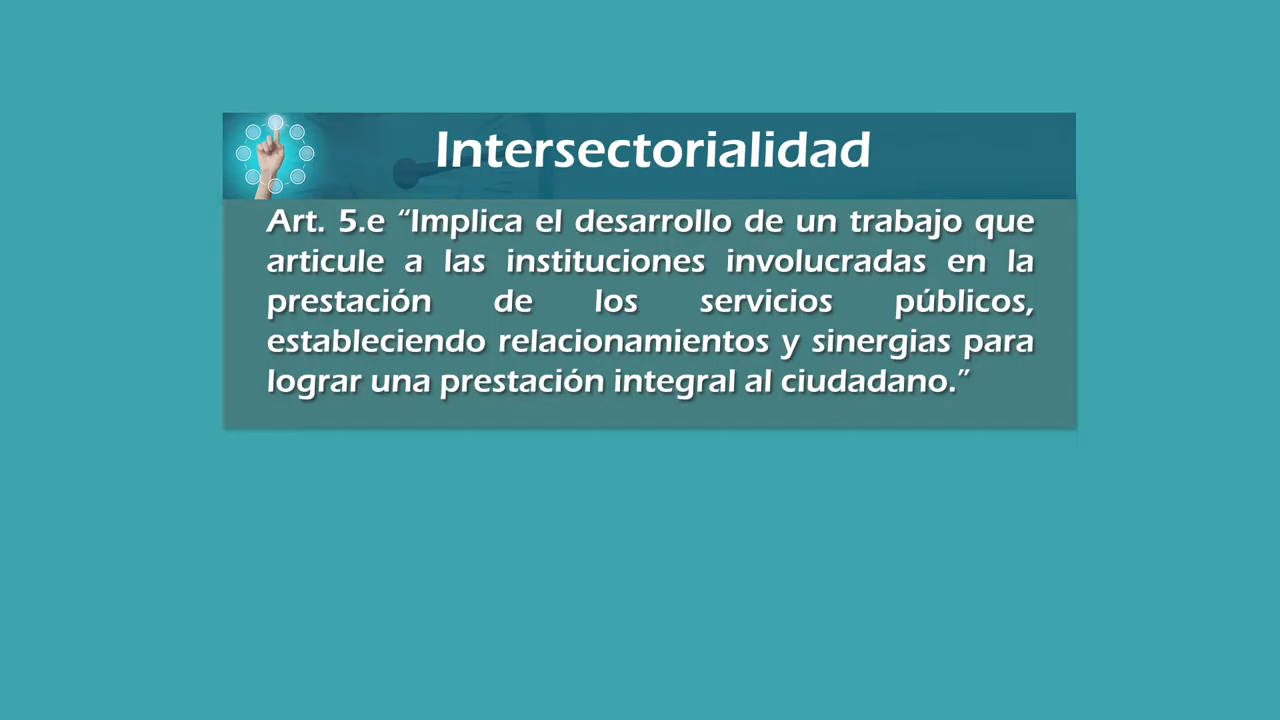 Intersectorialidad
Art. 5.e “Implica el desarrollo de un trabajo que
articule a las instituciones involucradas en la
prestación de los servicios públicos,
estableciendo relacionamientos y sinergias para
lograr una prestación integral al ciudadano.”